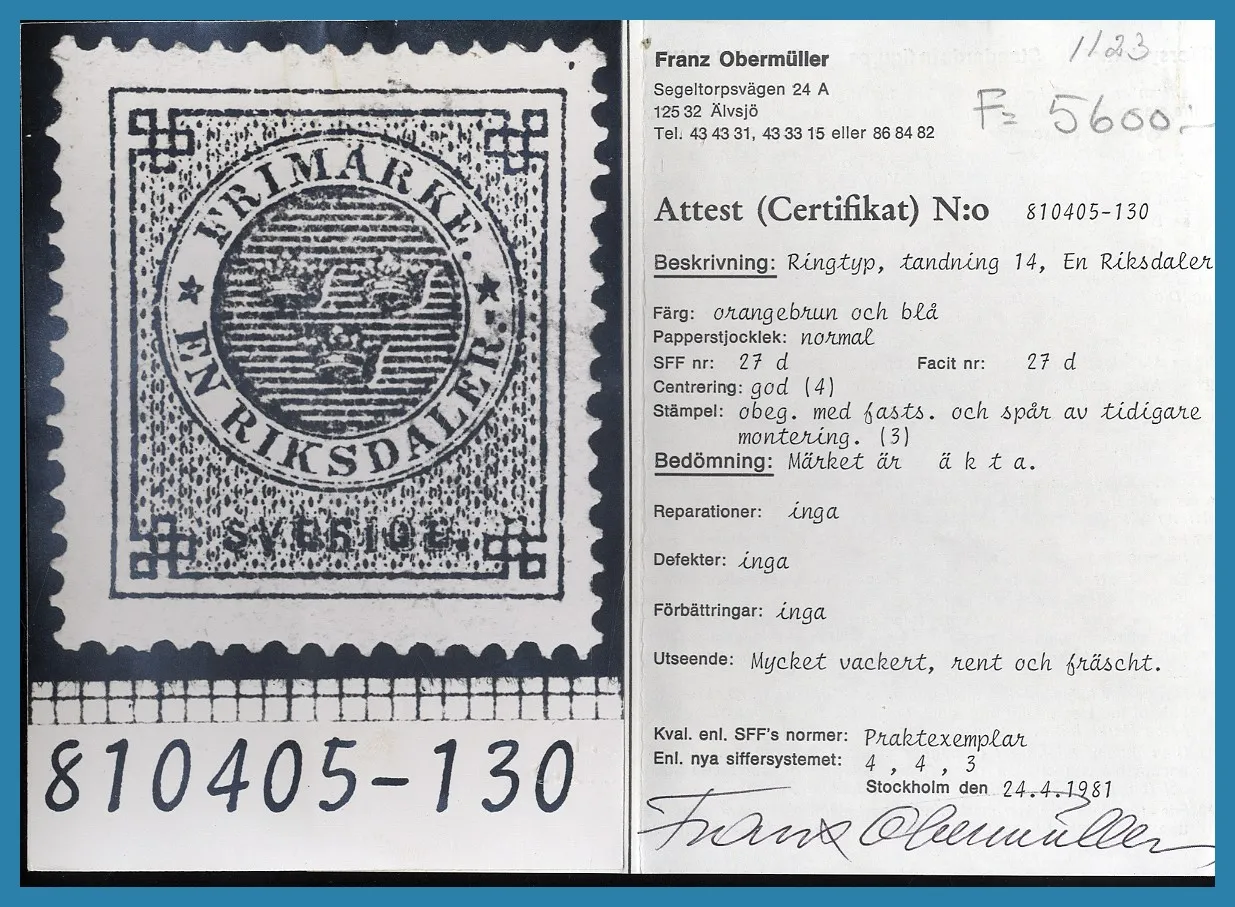 FRIMÄRKE.
EN RIKSDALER.
SVERIGE.
810405-130
Franz Obermüller
Segeltorpsvägen 24 A
125 32 Älvsjö
Tel. 43 43 31, 43 33 15 eller 86 84 82
1/23
F= 5600:-
Attest (Certifikat) N:o 810405-130
Beskrivning: Ringtyp, tandning 14, En Riksdaler
Färg: orangebrun och blå
Papperstjocklek: normal
SFF nr: 27 d Facit nr: 27 d
Centrering: god (4)
Stämpel: obeg. med fasts. och spår av tidigare
montering. (3)
Bedömning: Märket är ä k t a.
Reparationer: inga
Defekter: inga
Förbättringar: inga
Utseende: Mycket vackert, rent och fräscht.
Kval. enl. SFF's normer: Praktexemplar
Enl. nya siffersystemet: 4 , 4 , 3
Stockholm den 24.4.1981
Franz Obermüller